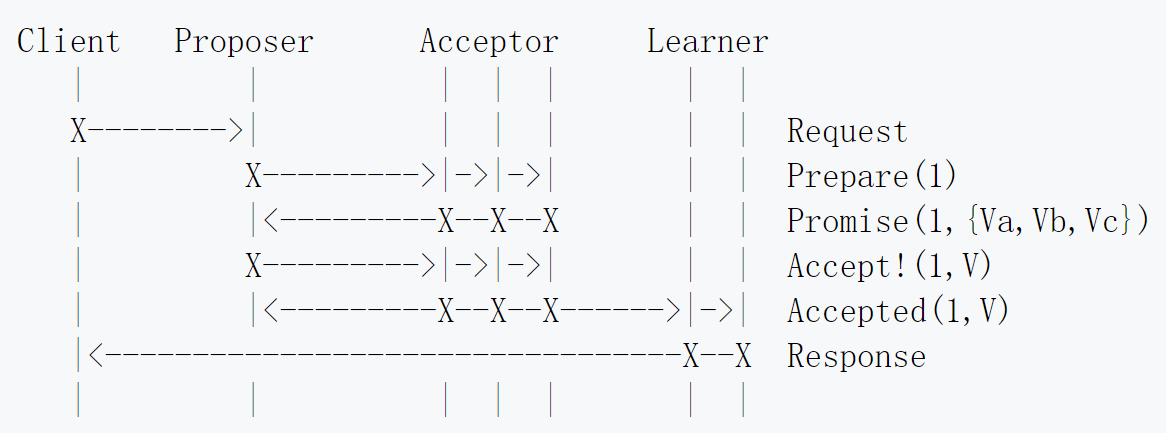 Client   Proposer      Acceptor     Learner
   |         |          |  |  |       |  |
   X-------->|          |  |  |       |  |  Request
   |         X--------->|->|->|       |  |  Prepare(1)
   |         |<---------X--X--X       |  |  Promise(1,{Va,Vb,Vc})
   |         X--------->|->|->|       |  |  Accept!(1,V)
   |         |<---------X--X--X------>|->|  Accepted(1,V)
   |<---------------------------------X--X  Response
   |         |          |  |  |       |  |